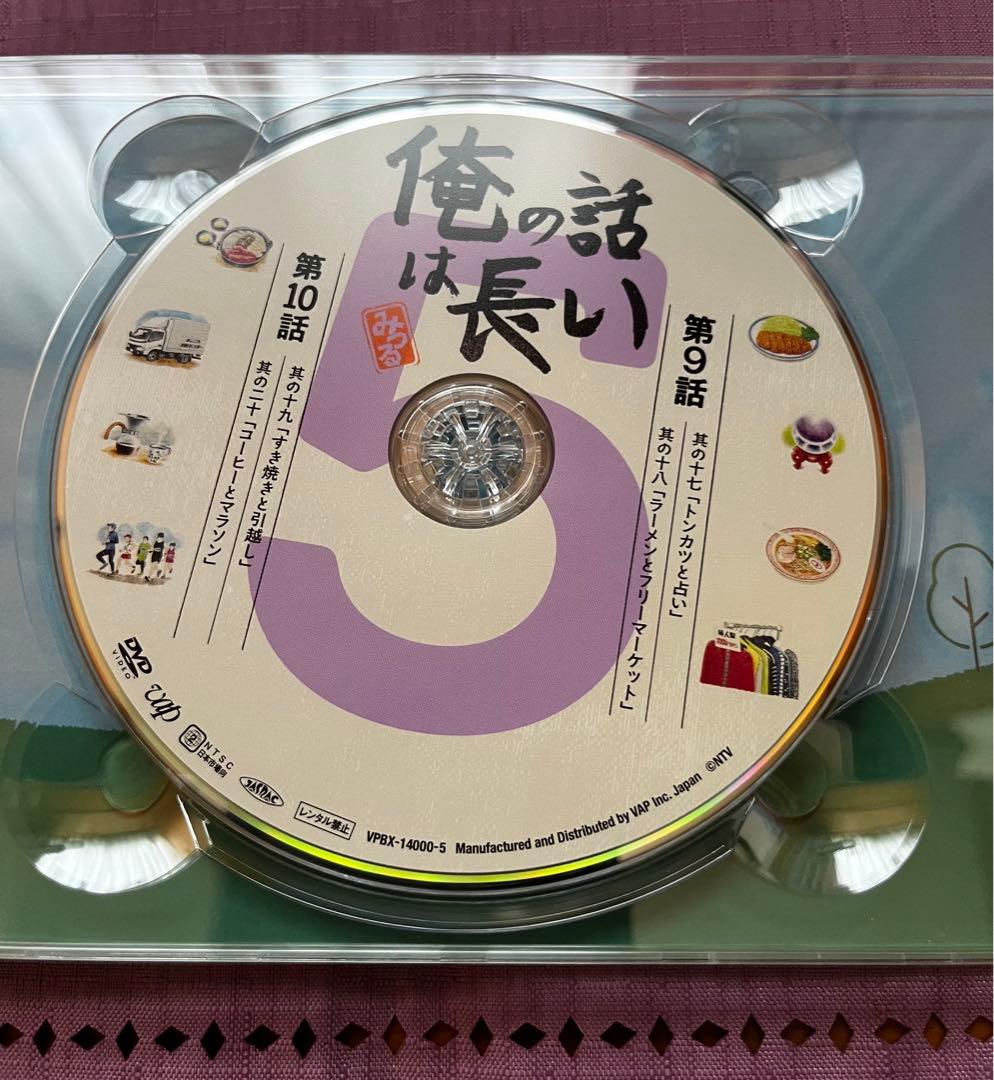 俺の話
は長い
みつる
5
第9話
其の十七「トンカツと占い」
其の十八「ラーメンとフリーマーケット」
第10話
其の十九「すき焼きと引越し」
其の二十「コーヒーとマラソン」
DVD
VIDEO
vap
2
NTSC
日本市場向
JASRAC
レンタル禁止
VPBX-14000-5 Manufactured and Distributed by VAP Inc. Japan ©NTV